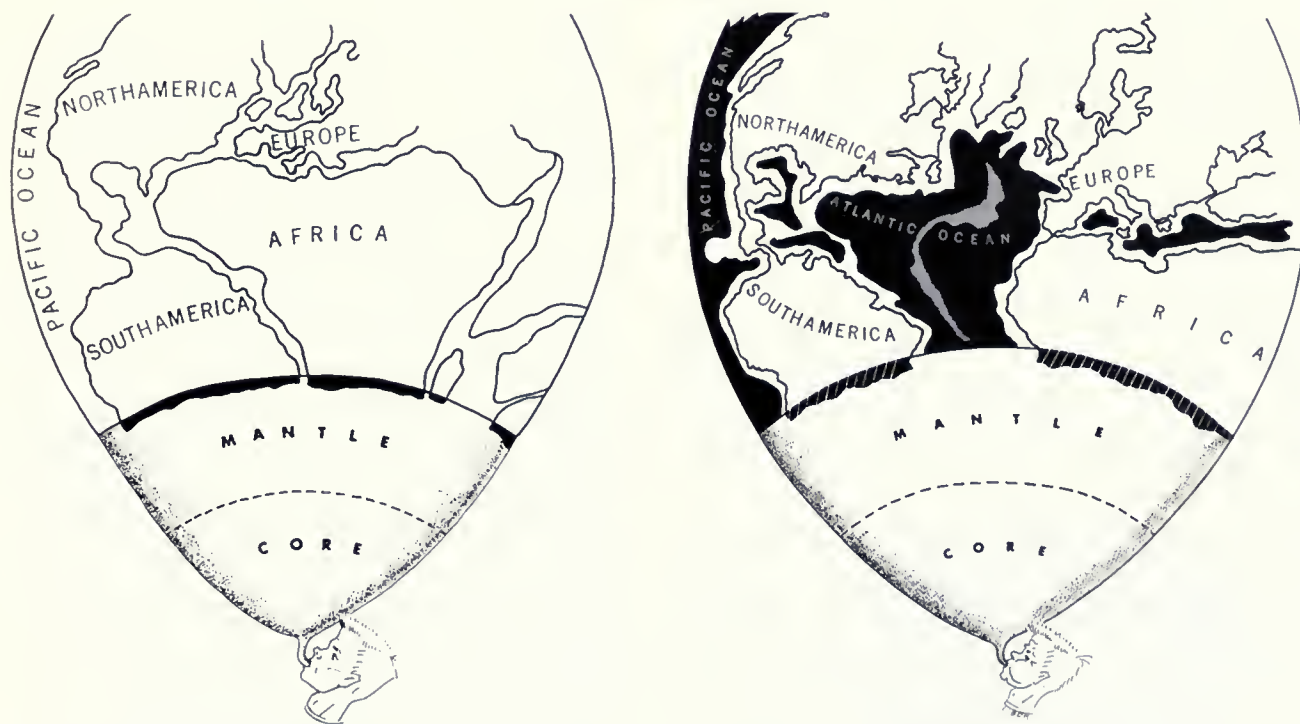 PACIFIC OCEAN
NORTHAMERICA
EUROPE
AFRICA
SOUTHAMERICA
MANTLE
CORE
PACIFIC OCEAN
NORTHAMERICA
EUROPE
ATLANTIC OCEAN
AFRICA
SOUTHAMERICA
MANTLE
CORE